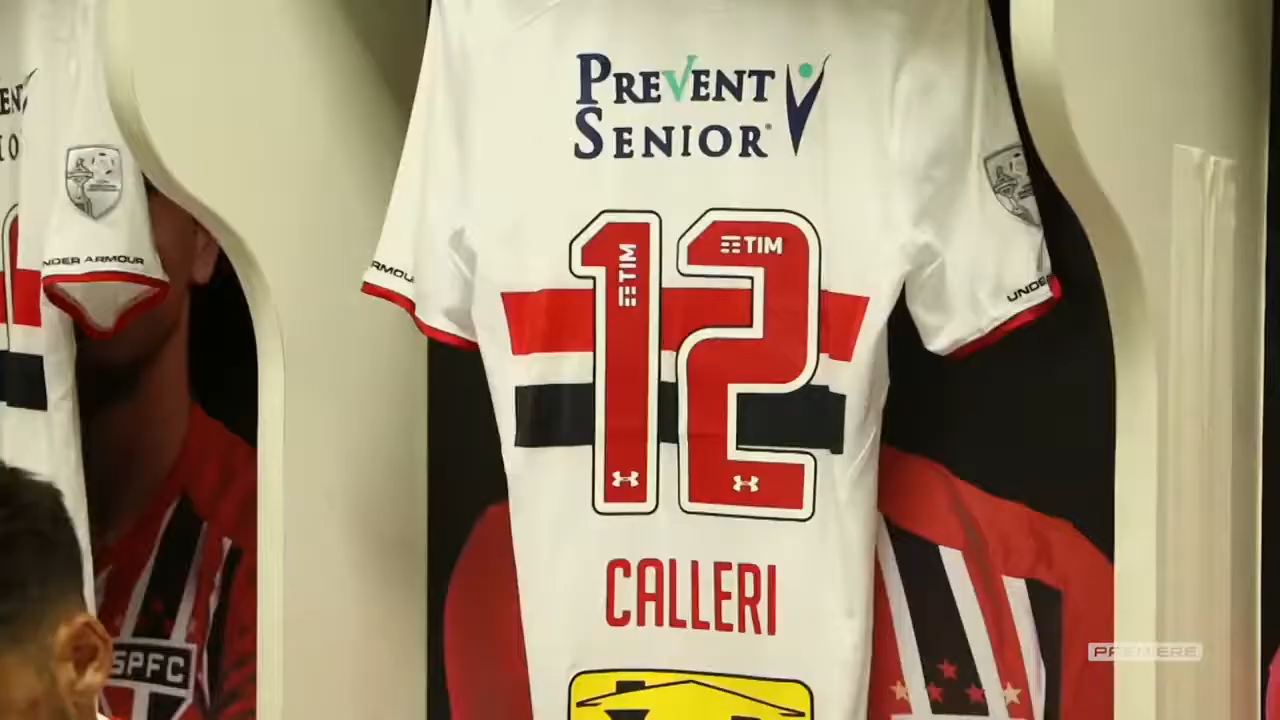 PREVENT
SENIOR
TIM
TIM
12
CALLERI
UNDER ARMOUR
ARMOU
UNDE
SPFC
PREMIERE